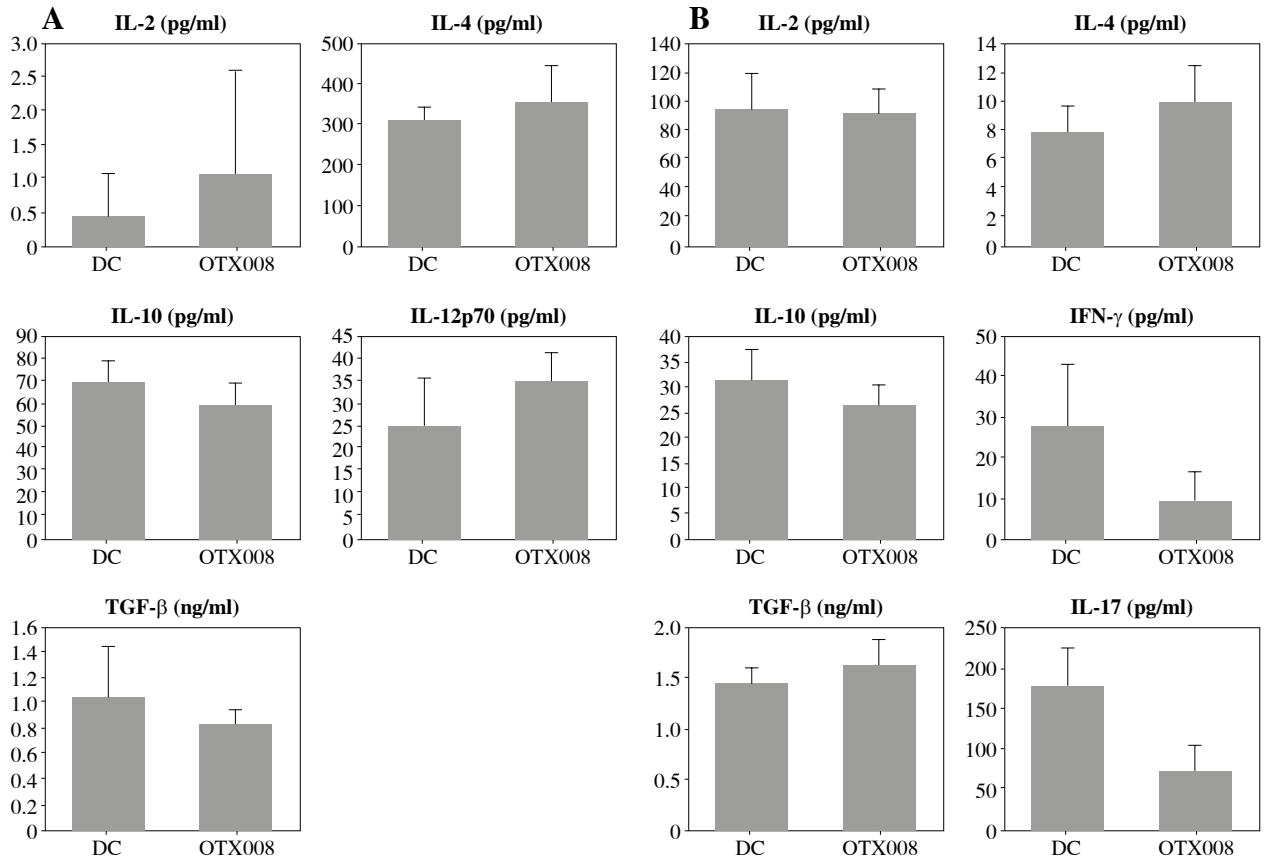 A
IL-2 (pg/ml)
3.0
2.5
2.0
1.5
1.0
0.5
0
DC
OTX008
IL-4 (pg/ml)
500
400
300
200
100
0
DC
OTX008
IL-10 (pg/ml)
90
80
70
60
50
40
30
20
10
0
DC
OTX008
IL-12p70 (pg/ml)
45
40
35
30
25
20
15
10
5
0
DC
OTX008
TGF-β (ng/ml)
1.6
1.4
1.2
1.0
0.8
0.6
0.4
0.2
0
DC
OTX008
B
IL-2 (pg/ml)
140
120
100
80
60
40
20
0
DC
OTX008
IL-4 (pg/ml)
14
12
10
8
6
4
2
0
DC
OTX008
IL-10 (pg/ml)
40
35
30
25
20
15
10
5
0
DC
OTX008
IFN-γ (pg/ml)
50
40
30
20
10
0
DC
OTX008
TGF-β (ng/ml)
2.0
1.5
1.0
0.5
0
DC
OTX008
IL-17 (pg/ml)
250
200
150
100
50
0
DC
OTX008